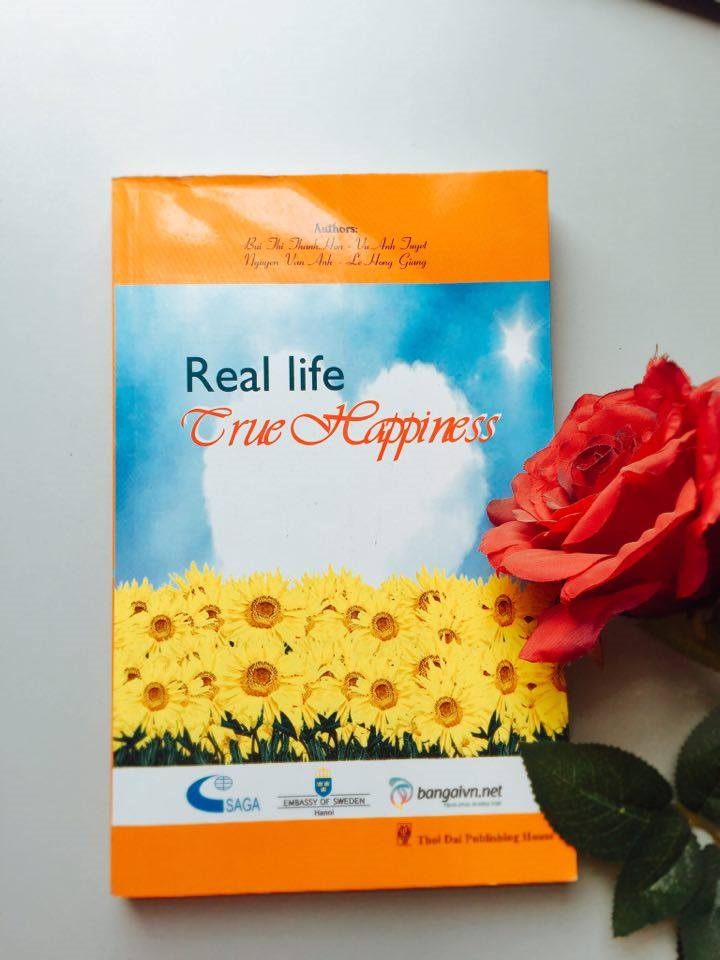 Authors:
Bui Thi Thanh Hoa - Vu Anh Tuyet
Nguyen Van Anh - Le Hong Giang
Real life
True Happiness
SAGA
EMBASSY OF SWEDEN
Hanoi
bangaivn.net
Thoi Dai Publishing House